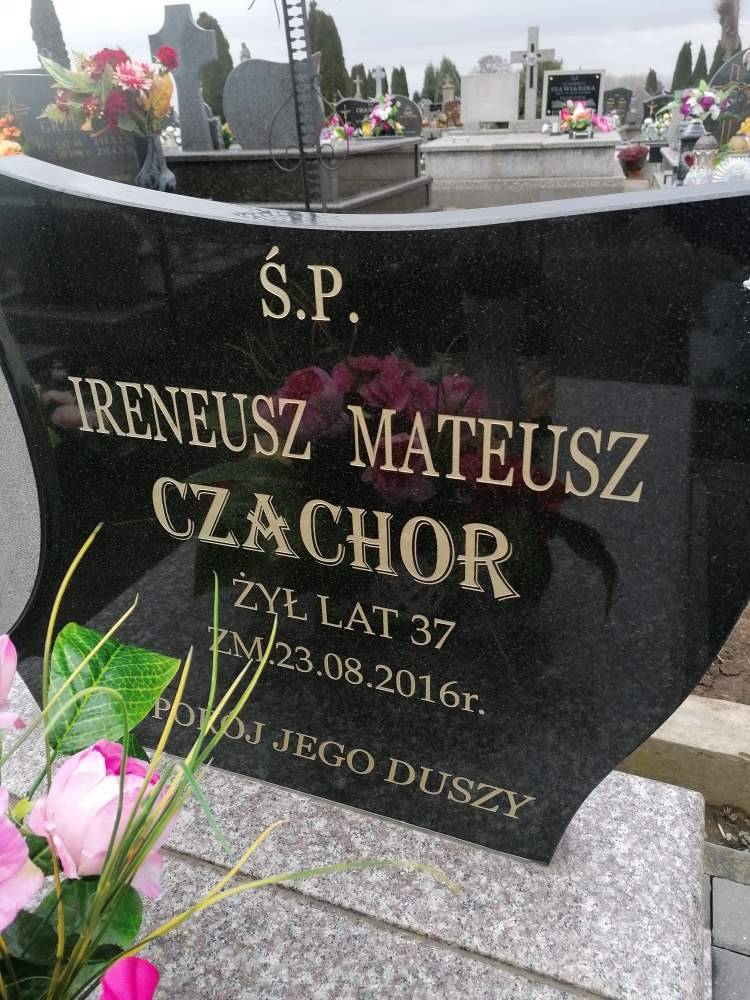 Ś.P.
IRENEUSZ MATEUSZ
CZACHOR
ŻYŁ LAT 37
ZM.23.08.2016r.
POKÓJ JEGO DUSZY